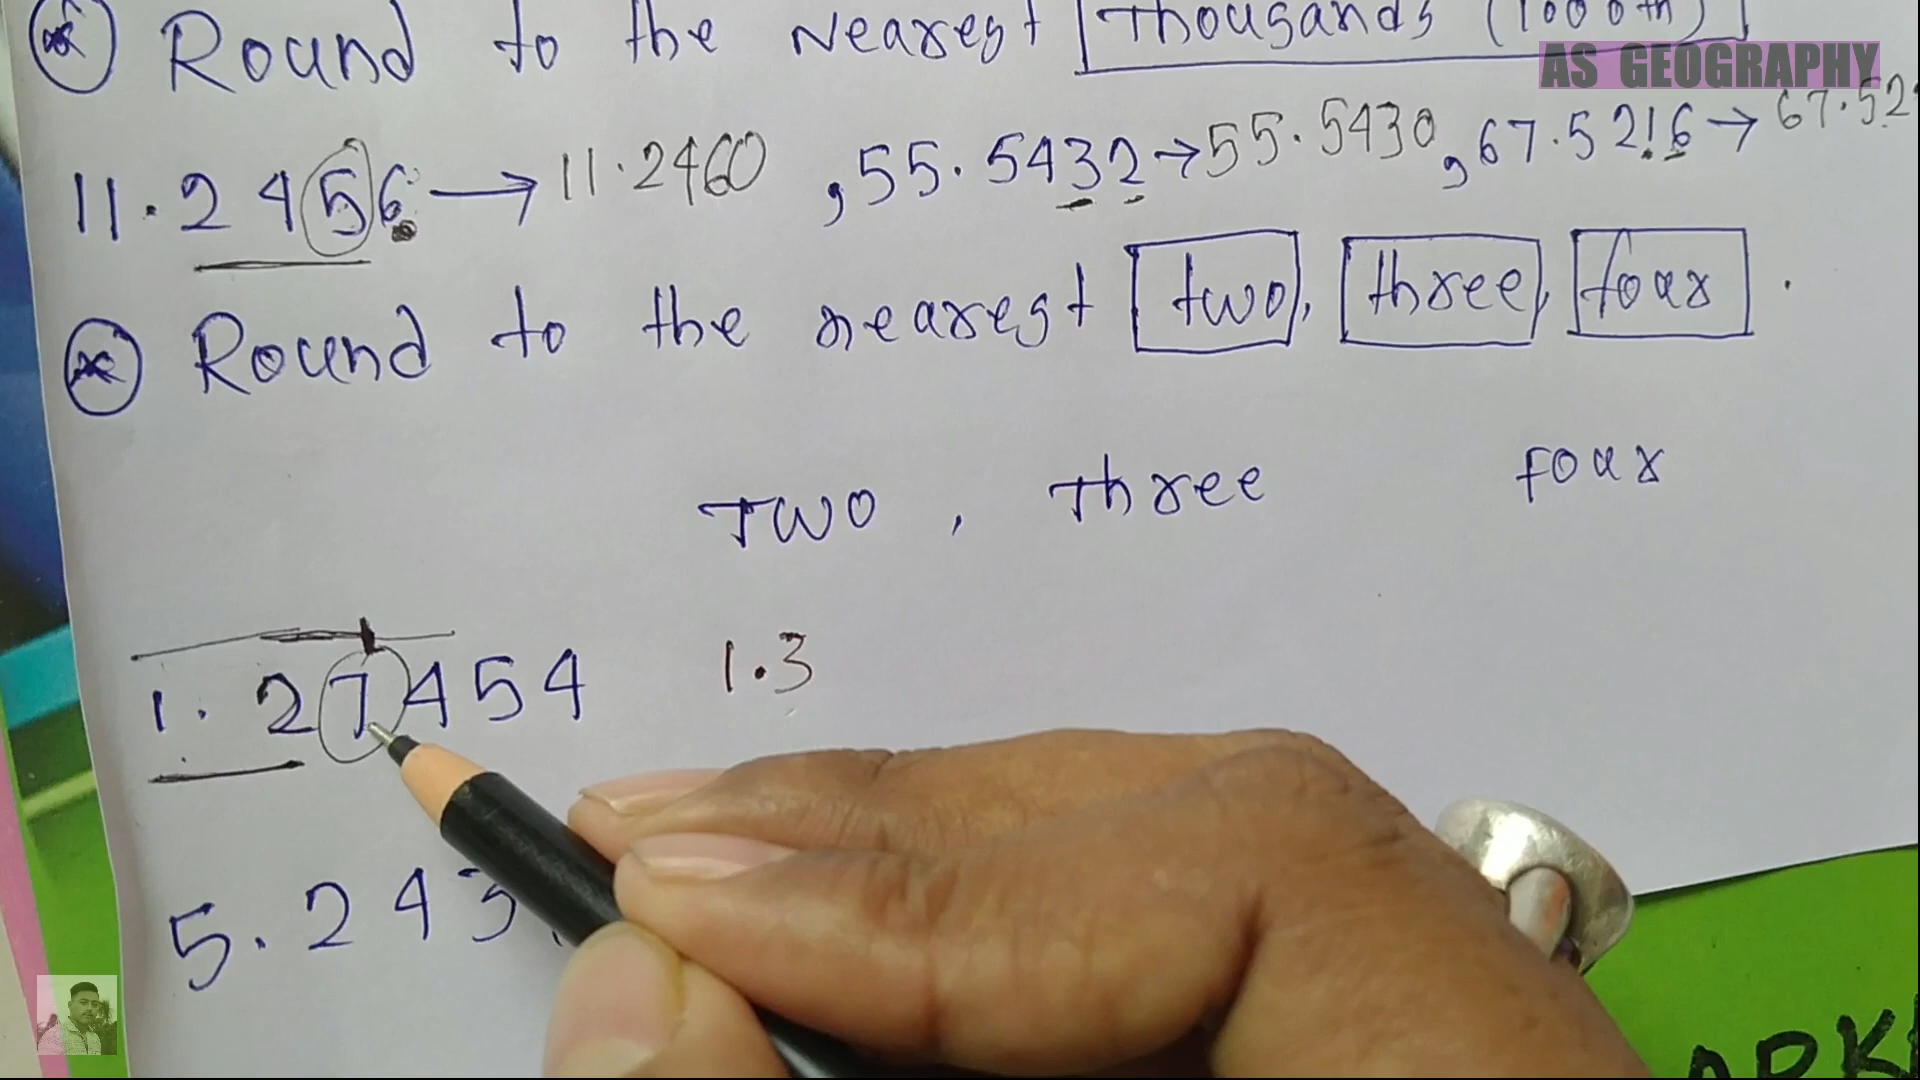 Round to the Nearest Thousands (1000th)
AS GEOGRAPHY
11.2456 → 11.2460 , 55.5432 → 55.5430 , 67.5216 → 67.52
Round to the nearest two, three, four .
Two , Three Four
1.27454 1.3
5.243